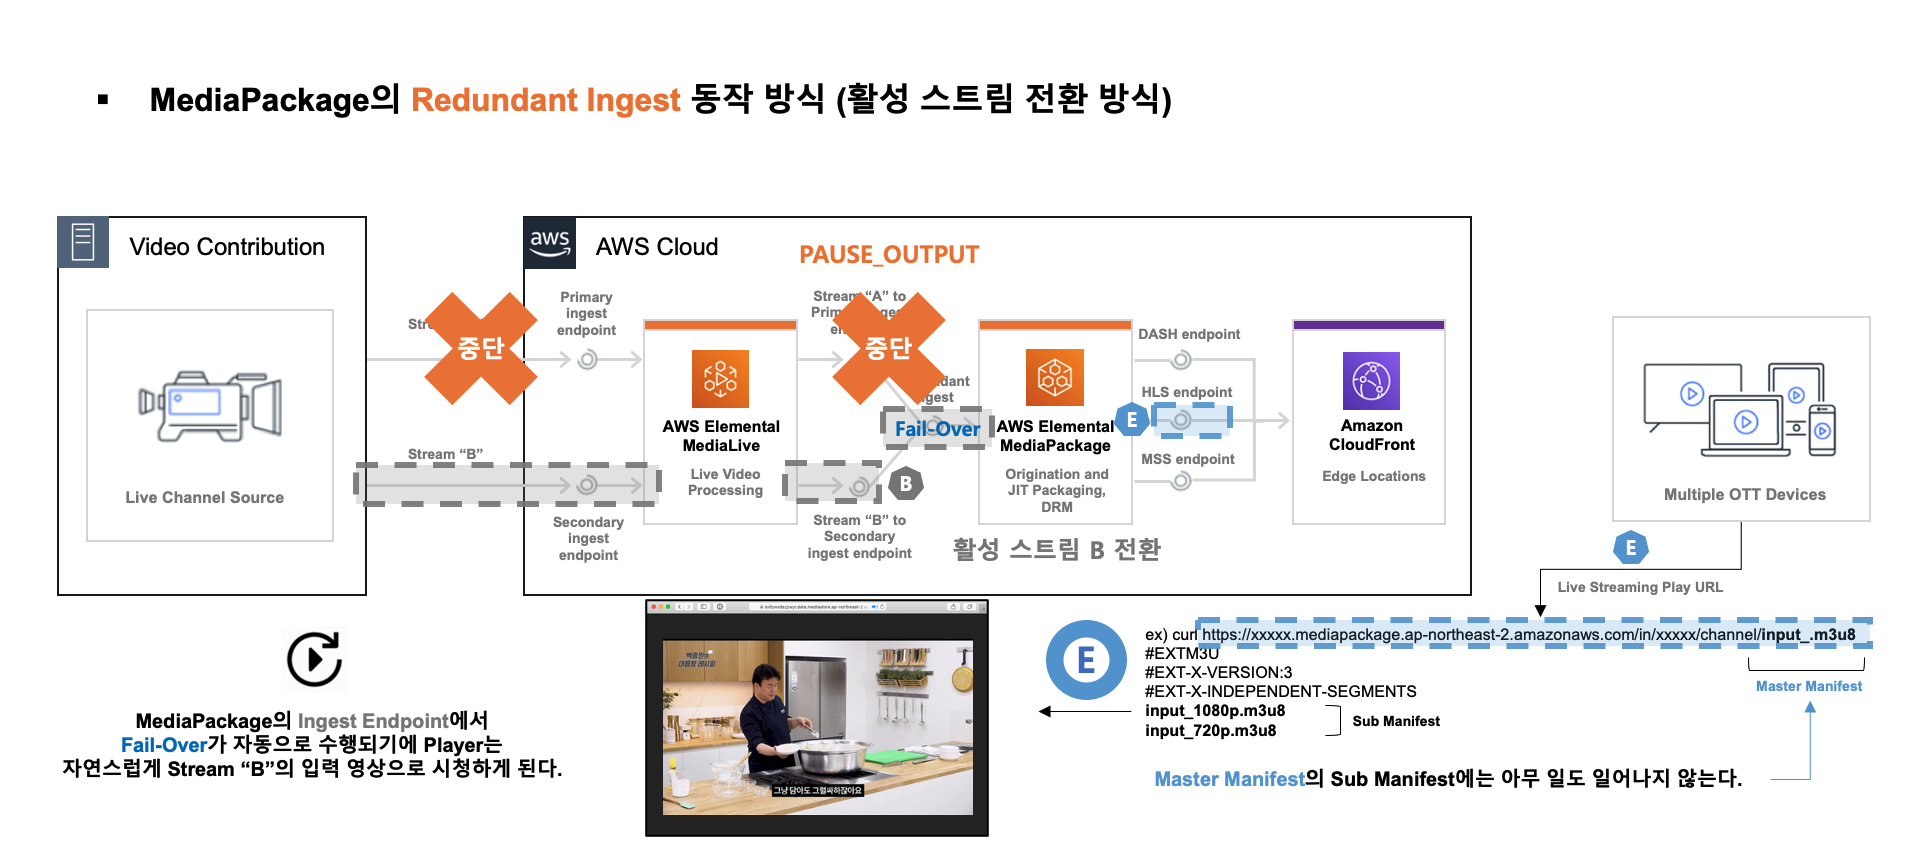 ▪ MediaPackage의 Redundant Ingest 동작 방식 (활성 스트림 전환 방식)
Video Contribution
Live Channel Source
중단
Stream “B”
aws
AWS Cloud
PAUSE_OUTPUT
Primary
ingest
endpoint
Secondary
ingest
endpoint
AWS Elemental
MediaLive
Live Video
Processing
Stream “A” to
중단
Fail-Over
B
Stream “B” to
Secondary
ingest endpoint
AWS Elemental
MediaPackage
Origination and
JIT Packaging,
DRM
활성 스트림 B 전환
DASH endpoint
HLS endpoint
E
MSS endpoint
Amazon
CloudFront
Edge Locations
Multiple OTT Devices
E
Live Streaming Play URL
MediaPackage의 Ingest Endpoint에서
Fail-Over가 자동으로 수행되기에 Player는
자연스럽게 Stream “B”의 입력 영상으로 시청하게 된다.
백종원의
대용량 레시피
그냥 담아도 그럴싸하잖아요
E
ex) curl https://xxxxx.mediapackage.ap-northeast-2.amazonaws.com/in/xxxxx/channel/input_.m3u8
#EXTM3U
#EXT-X-VERSION:3
#EXT-X-INDEPENDENT-SEGMENTS
input_1080p.m3u8
input_720p.m3u8
Sub Manifest
Master Manifest
Master Manifest의 Sub Manifest에는 아무 일도 일어나지 않는다.